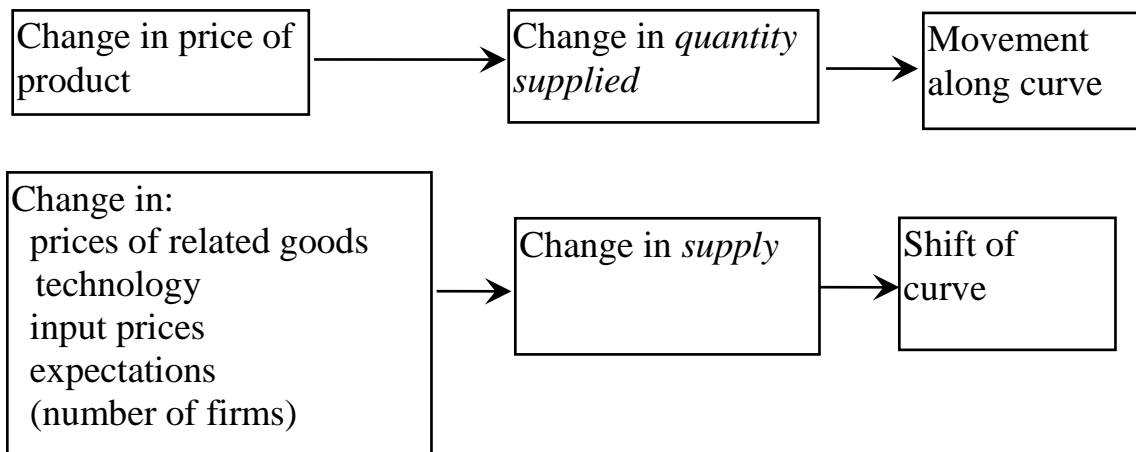 Change in price of
product
Change in quantity
supplied
Movement
along curve
Change in:
prices of related goods
technology
input prices
expectations
(number of firms)
Change in supply
Shift of
curve